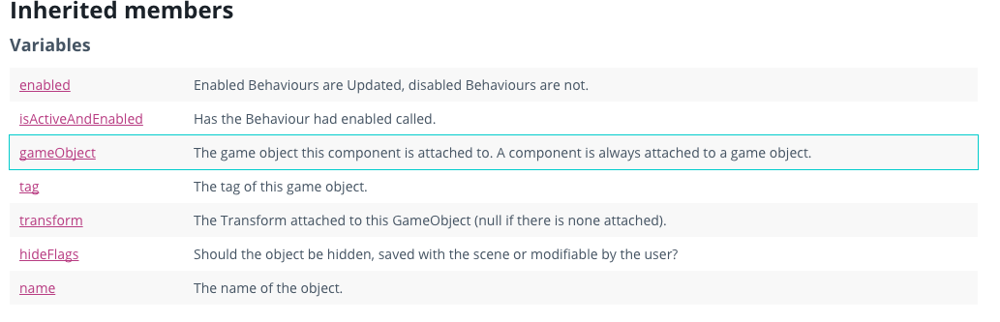 Inherited members
Variables
enabled Enabled Behaviours are Updated, disabled Behaviours are not.
isActiveAndEnabled Has the Behaviour had enabled called.
gameObject The game object this component is attached to. A component is always attached to a game object.
tag The tag of this game object.
transform The Transform attached to this GameObject (null if there is none attached).
hideFlags Should the object be hidden, saved with the scene or modifiable by the user?
name The name of the object.